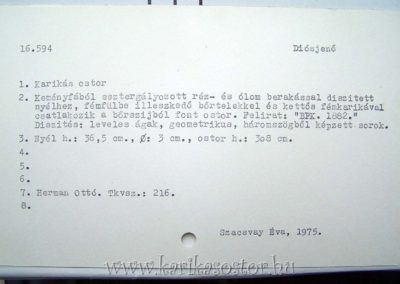 16.594 Diósjenő
1. Karikás ostor
2. Keményfából esztergályozott réz- és ólom berakással díszített
nyélhez, fémfülbe illeszkedő bőrtelekkel és kettős fémkarikával
csatlakozik a bőrszíjból font ostor. Felirat: "BPK. 1882."
Díszítés: leveles ágak, geometrikus, háromszögből képzett sorok.
3. Nyél h.: 36,5 cm., Ø: 3 cm., ostor h.: 308 cm.
4.
5.
6.
7. Herman Ottó. Tkvsz.: 216.
8.
Szacsvay Éva, 1975.
www.karikasostor.hu